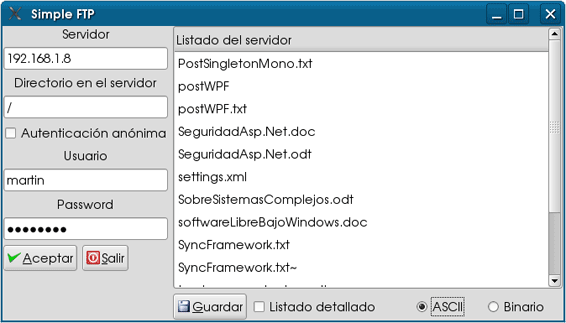 Simple FTP
Servidor
192.168.1.8
Directorio en el servidor
/
Autenticación anónima
Usuario
martin
Password
Aceptar
Salir
Listado del servidor
PostSingletonMono.txt
postWPF
postWPF.txt
SeguridadAsp.Net.doc
SeguridadAsp.Net.odt
settings.xml
SobreSistemasComplejos.odt
softwareLibreBajoWindows.doc
SyncFramework.txt
SyncFramework.txt~
Guardar
Listado detallado
ASCII
Binario